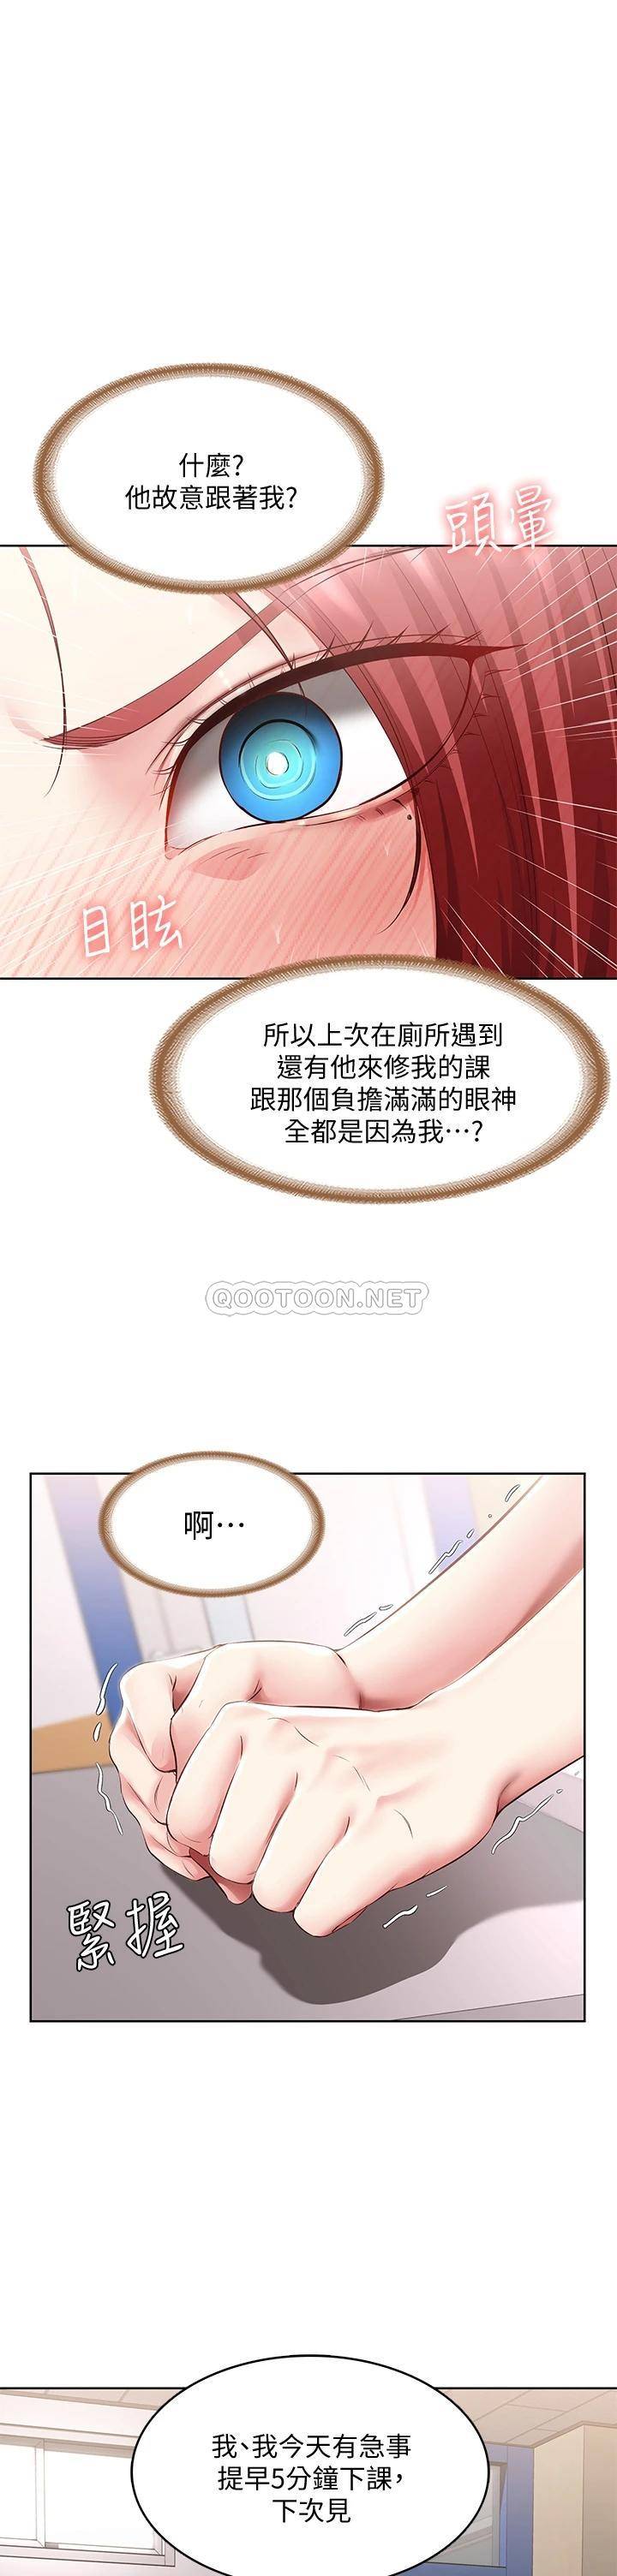 什麼?
他故意跟著我?
頭暈
目眩
所以上次在廁所遇到
還有他來修我的課
跟那個負擔滿滿的眼神
全都是因為我⋯?
QOOTOON.NET
啊⋯
緊握
我、我今天有急事
提早5分鐘下課,
下次見